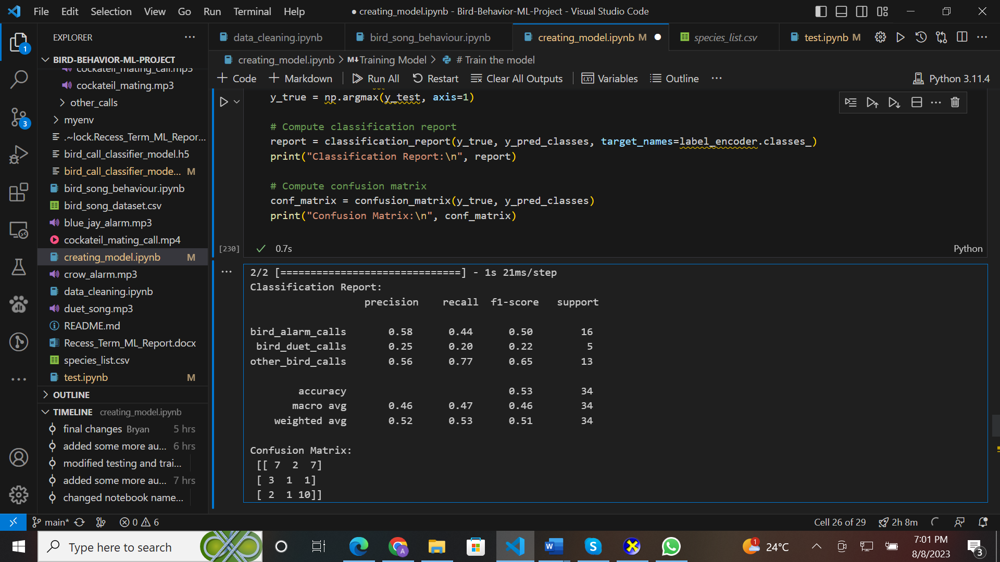 File Edit Selection View Go Run Terminal Help
● creating_model.ipynb - Bird-Behavior-ML-Project - Visual Studio Code
EXPLORER
BIRD-BEHAVIOR-ML-PROJECT
cockateil_mating_call.mp3
cockateil_mating.mp3
other_calls
myenv
.~lock.Recess_Term_ML_Repor...
bird_call_classifier_model.h5
bird_call_classifier_mode... M
bird_song_behaviour.ipynb
bird_song_dataset.csv
blue_jay_alarm.mp3
cockateil_mating_call.mp4
creating_model.ipynb M
crow_alarm.mp3
data_cleaning.ipynb
duet_song.mp3
README.md
Recess_Term_ML_Report.docx
species_list.csv
test.ipynb M
OUTLINE
TIMELINE creating_model.ipynb
final changes Bryan 5 hrs
added some more au... 6 hrs
modified testing and trai...
added some more au... 7 hrs
changed notebook name...
1
3
data_cleaning.ipynb
bird_song_behaviour.ipynb
creating_model.ipynb M
species_list.csv
test.ipynb M
creating_model.ipynb > M↓Training Model > # Train the model
Code Markdown Run All Restart Clear All Outputs Variables Outline ... Python 3.11.4
y_true = np.argmax(y_test, axis=1)
# Compute classification report
report = classification_report(y_true, y_pred_classes, target_names=label_encoder.classes_)
print("Classification Report:\n", report)
# Compute confusion matrix
conf_matrix = confusion_matrix(y_true, y_pred_classes)
print("Confusion Matrix:\n", conf_matrix)
[230] 0.7s Python
2/2 [==============================] - 1s 21ms/step
Classification Report:
precision recall f1-score support
bird_alarm_calls 0.58 0.44 0.50 16
bird_duet_calls 0.25 0.20 0.22 5
other_bird_calls 0.56 0.77 0.65 13
accuracy 0.53 34
macro avg 0.46 0.47 0.46 34
weighted avg 0.52 0.53 0.51 34
Confusion Matrix:
[[ 7 2 7]
[ 3 1 1]
[ 2 1 10]]
main* 0 6
Cell 26 of 29 2h 8m
Type here to search
1
24°C
7:01 PM
8/8/2023
3